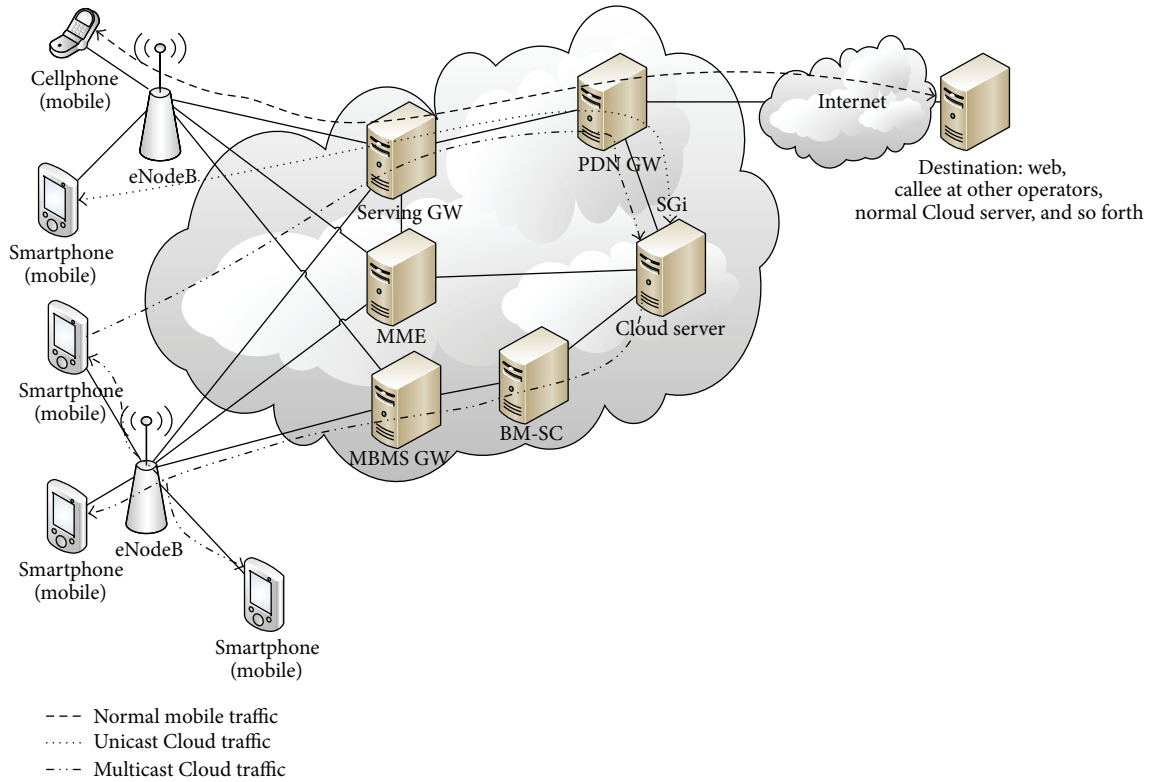 Cellphone
(mobile)
eNodeB
Smartphone
(mobile)
Serving GW
PDN GW
Internet
Destination: web,
callee at other operators,
normal Cloud server, and so forth
SGi
MME
Cloud server
Smartphone
(mobile)
MBMS GW
BM-SC
eNodeB
Smartphone
(mobile)
Smartphone
(mobile)
Normal mobile traffic
Unicast Cloud traffic
Multicast Cloud traffic